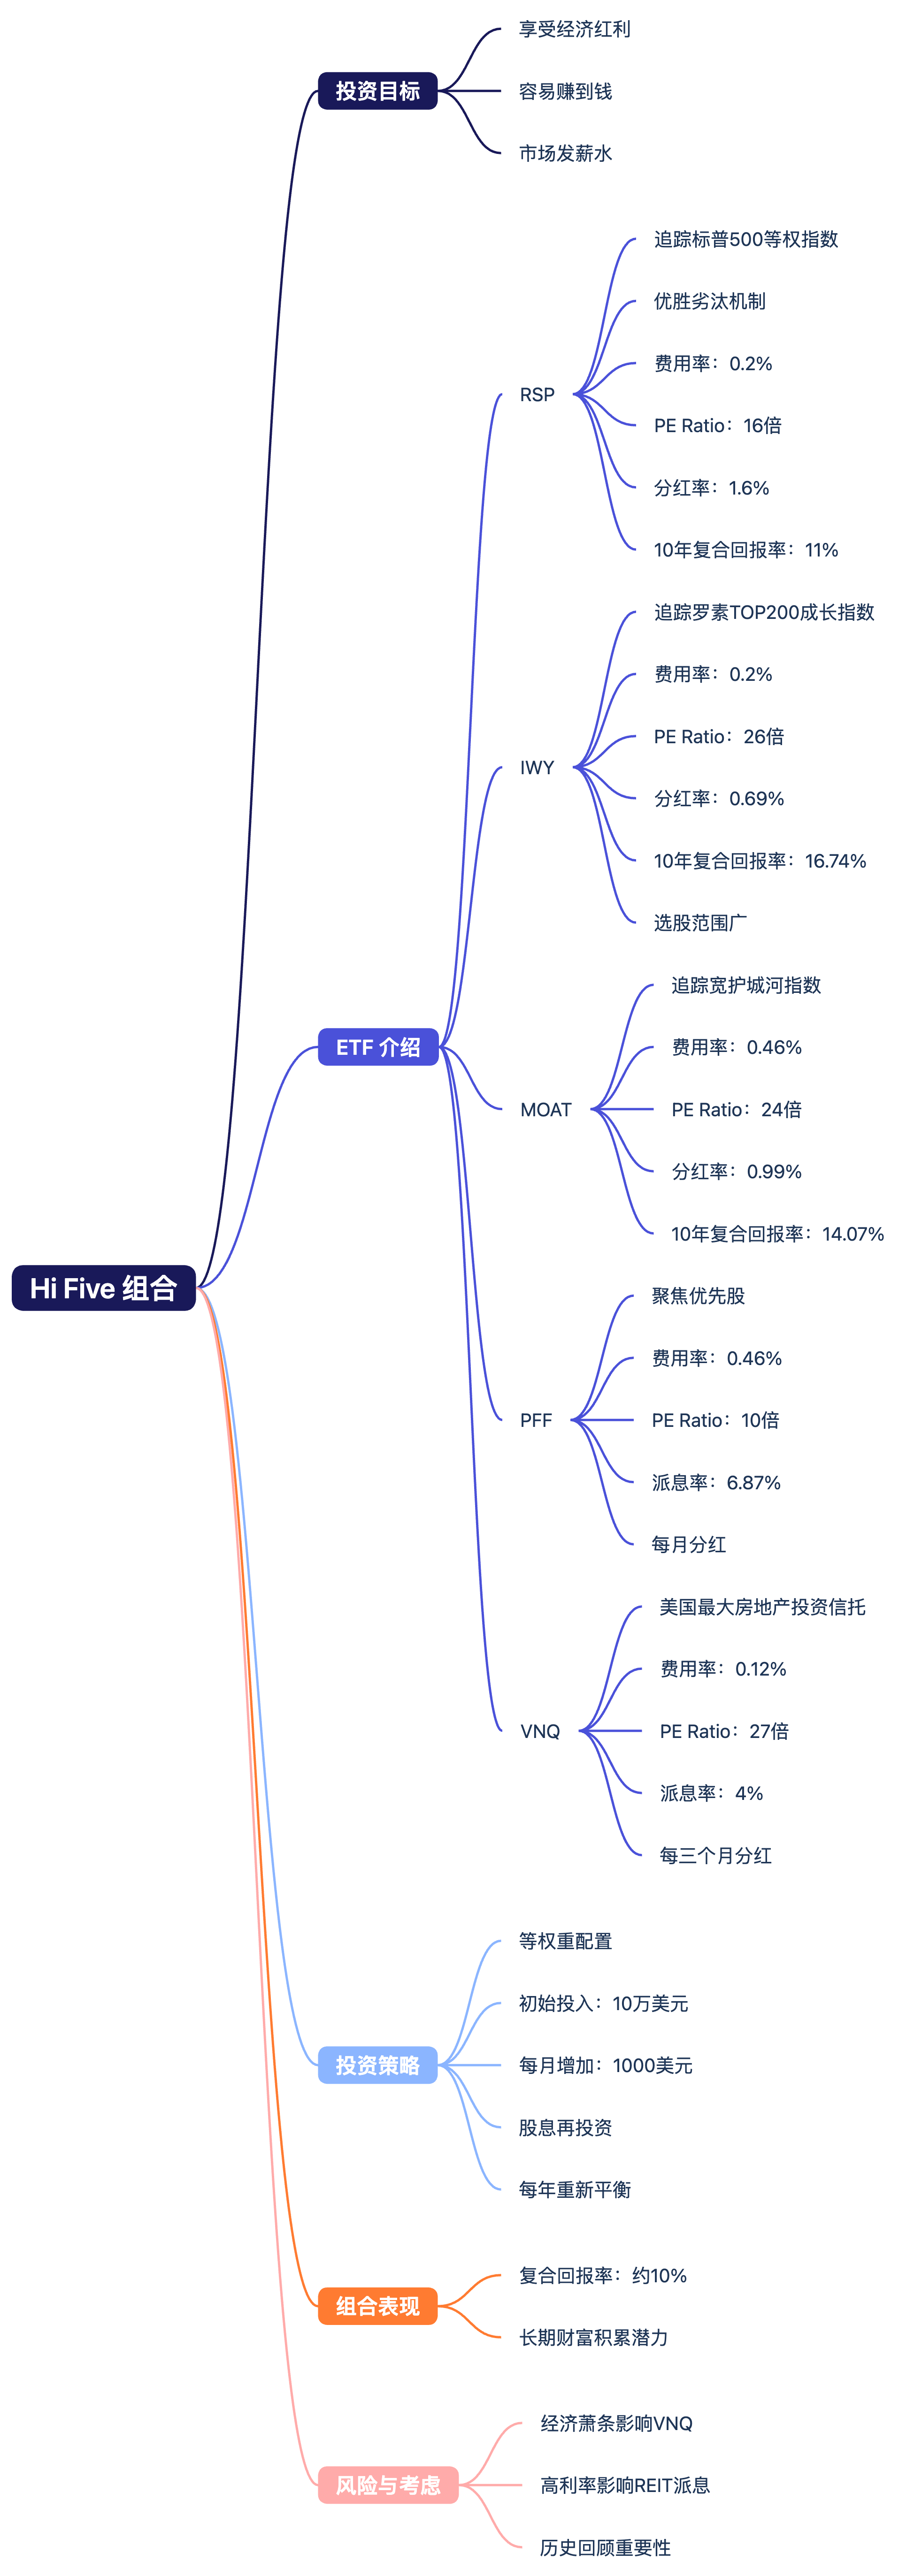 Hi Five 组合
投资目标
享受经济红利
容易赚到钱
市场发薪水
ETF 介绍
RSP
追踪标普500等权指数
优胜劣汰机制
费用率：0.2%
PE Ratio：16倍
分红率：1.6%
10年复合回报率：11%
IWY
追踪罗素TOP200成长指数
费用率：0.2%
PE Ratio：26倍
分红率：0.69%
10年复合回报率：16.74%
选股范围广
MOAT
追踪宽护城河指数
费用率：0.46%
PE Ratio：24倍
分红率：0.99%
10年复合回报率：14.07%
PFF
聚焦优先股
费用率：0.46%
PE Ratio：10倍
派息率：6.87%
每月分红
VNQ
美国最大房地产投资信托
费用率：0.12%
PE Ratio：27倍
派息率：4%
每三个月分红
投资策略
等权重配置
初始投入：10万美元
每月增加：1000美元
股息再投资
每年重新平衡
组合表现
复合回报率：约10%
长期财富积累潜力
风险与考虑
经济萧条影响VNQ
高利率影响REIT派息
历史回顾重要性